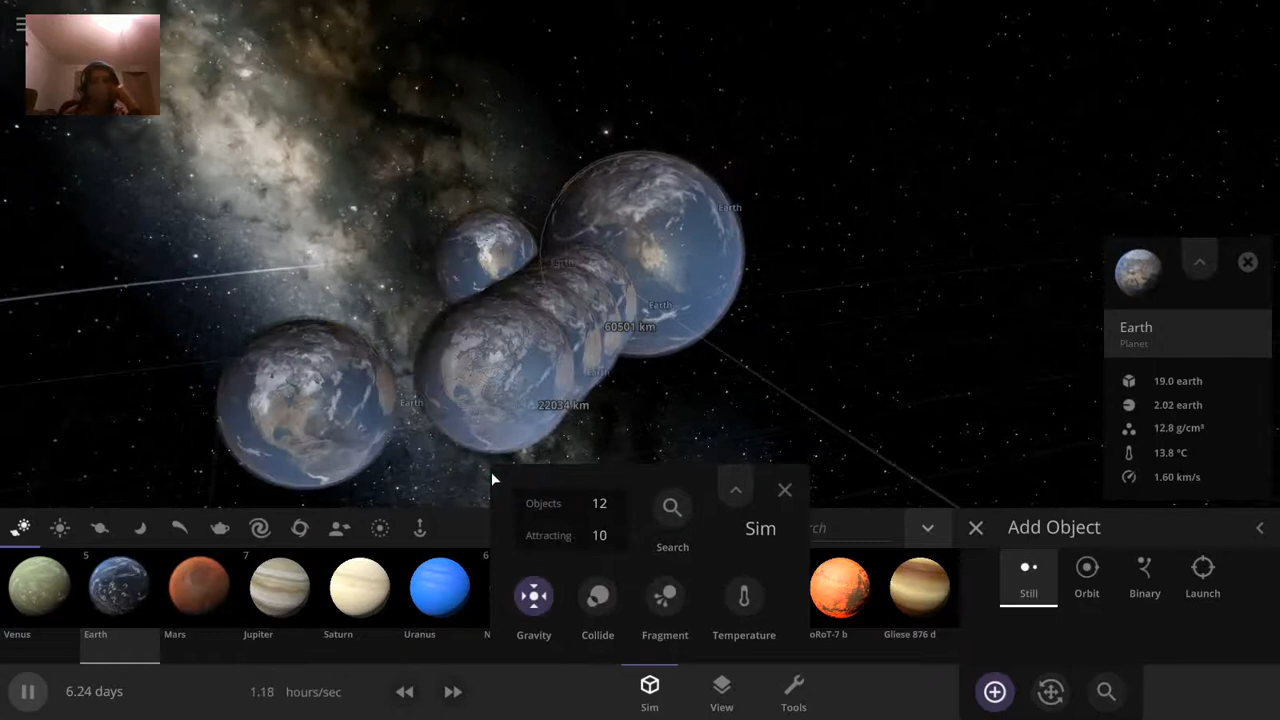 Earth
Earth
Earth
60501 km
Earth
22034 km
Earth
Earth
Planet
19.0 earth
2.02 earth
12.8 g/cm³
13.8 °C
1.60 km/s
Objects 12
Attracting 10
Search
Sim
Gravity
Collide
Fragment
Temperature
rch
Add Object
Still
Orbit
Binary
Launch
5
7
6
Venus
Earth
Mars
Jupiter
Saturn
Uranus
N
oRoT-7 b
Gliese 876 d
6.24 days
1.18 hours/sec
Sim
View
Tools